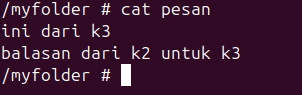 /myfolder # cat pesan
ini dari k3
balasan dari k2 untuk k3
/myfolder #